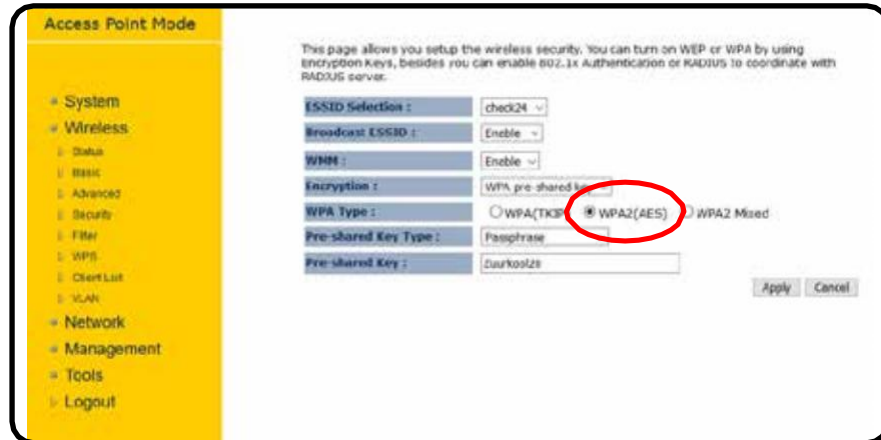 Access Point Mode
This page allows you setup the wireless security. You can turn on WEP or WPA by using
Encryption Keys, besides you can enable 802.1x Authentication or RADIUS to coordinate with
RADIUS server.
System
Wireless
Status
Basic
Advanced
Security
Filter
WPS
Client List
VLAN
Network
Management
Tools
Logout
ESSID Selection : check24
Broadcast ESSID : Enable
WMM : Enable
Encryption : WPA pre-shared key
WPA Type : WPA(TKIP WPA2(AES) WPA2 Mixed
Pre-shared Key Type : Passphrase
Pre-shared Key :
Apply Cancel